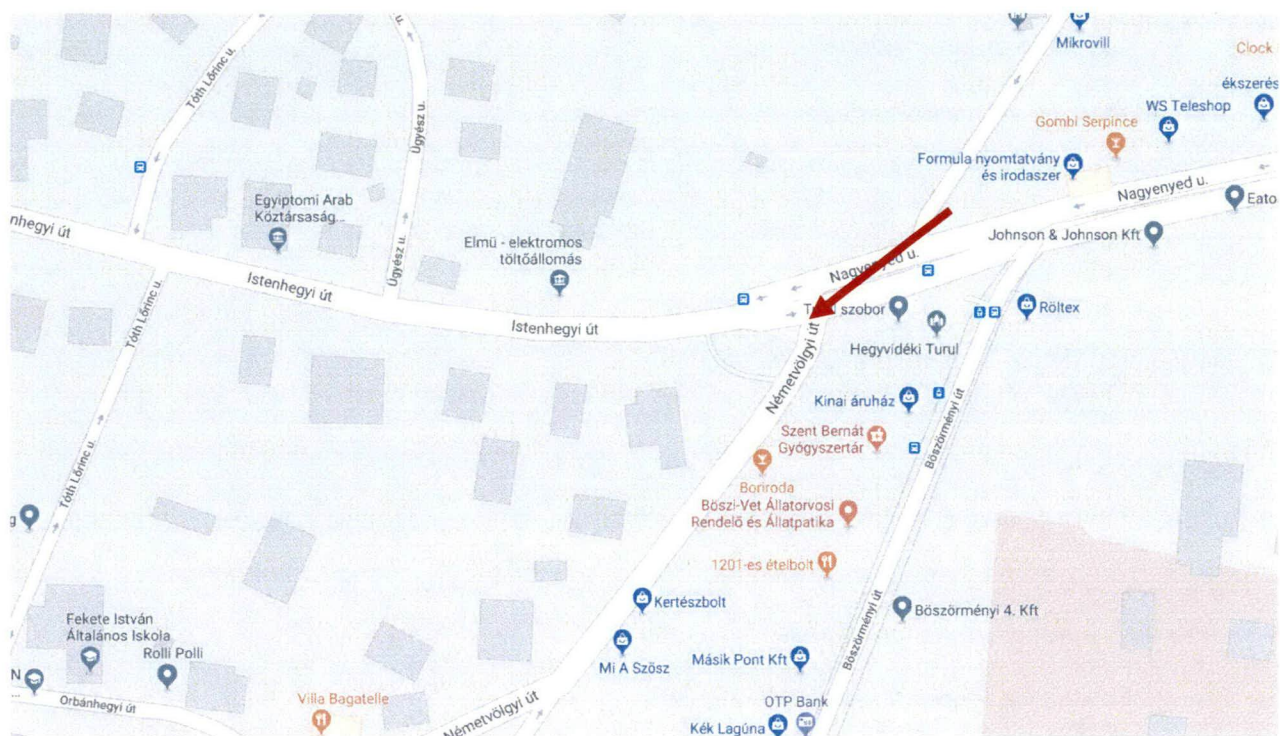 u.
Mikrovill
Clock
Tóth Lőrinc u.
ékszerés
WS Teleshop
Gombi Serpince
Ügyész u.
Formula nyomtatvány
és irodaszer
Nagyenyed u.
Egyiptomi Arab
Köztársaság...
Eato
Johnson & Johnson Kft
nhegyi út
Elmü - elektromos
töltőállomás
Ügyész u.
Nagyenyed u.
Istenhegyi út
szobor
Röltex
Istenhegyi út
Tóth Lőrinc u.
Hegyvidéki Turul
Németvölgyi út
Kinai áruház
Szent Bernát
Gyógyszertár
Böszörményi út
Tóth Lőrinc u.
Boriroda
Böszi-Vet Állatorvosi
Rendelő és Állatpatika
g
1201-es ételbolt
Kertészbolt
Böszörményi 4. Kft
Fekete István
Általános Iskola
Böszörményi út
Rolli Polli
Mi A Szösz
Másik Pont Kft
N
...
Orbánhegyi út
Villa Bagatelle
Németvölgyi út
OTP Bank
Kék Lagúna